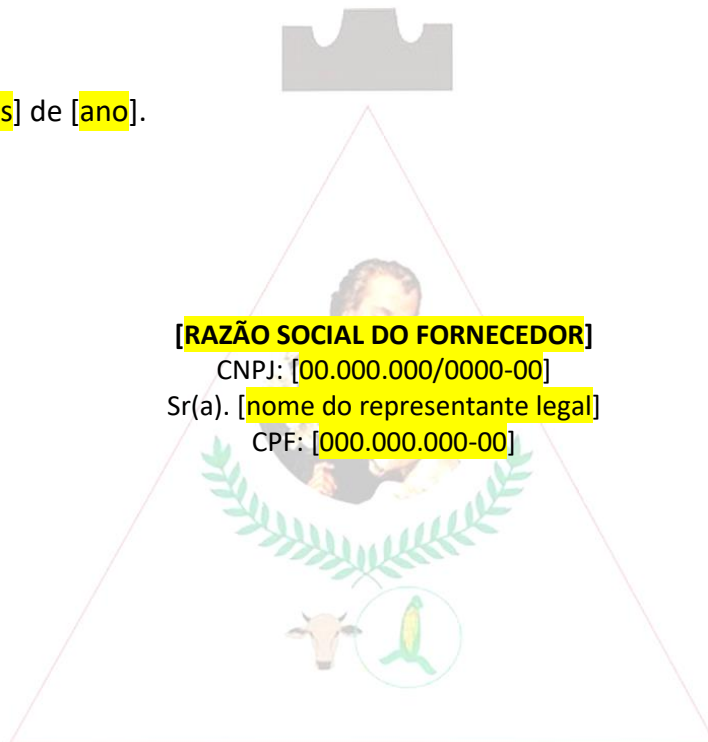 s] de [ano].
[RAZÃO SOCIAL DO FORNECEDOR]
CNPJ: [00.000.000/0000-00]
Sr(a). [nome do representante legal]
CPF: [000.000.000-00]